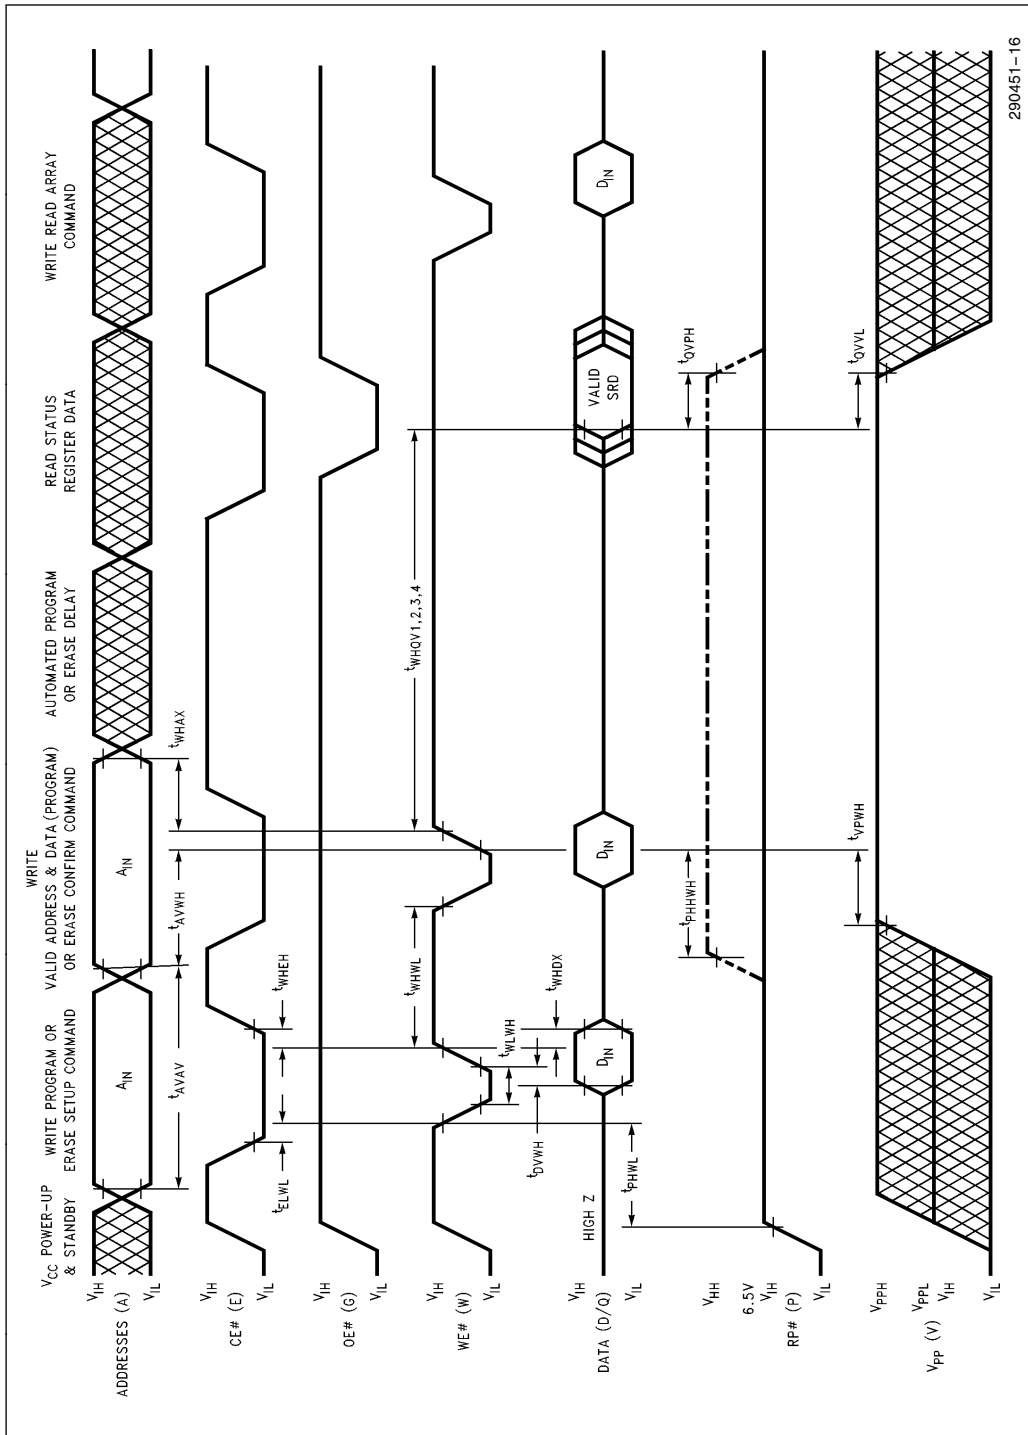 V_CC POWER-UP
& STANDBY
WRITE PROGRAM OR
ERASE SETUP COMMAND
WRITE
VALID ADDRESS & DATA (PROGRAM)
OR ERASE CONFIRM COMMAND
AUTOMATED PROGRAM
OR ERASE DELAY
READ STATUS
REGISTER DATA
WRITE READ ARRAY
COMMAND
V_IH
ADDRESSES (A)
V_IL
A_IN
A_IN
t_AVAV
t_AVWH
t_WHAX
V_IH
CE# (E)
V_IL
t_ELWL
t_WHEH
V_IH
OE# (G)
V_IL
t_WHWL
t_WHQV1,2,3,4
V_IH
WE# (W)
V_IL
t_WLWH
t_DVWH
t_WHDX
V_IH
DATA (D/Q)
V_IL
HIGH Z
D_IN
D_IN
VALID
SRD
D_IN
t_PHWL
t_PHHWH
t_QVPH
V_HH
6.5V
V_IH
RP# (P)
V_IL
t_VPWH
t_QVVL
V_PPH
V_PPL
V_PP (V)
V_IH
V_IL
290451-16